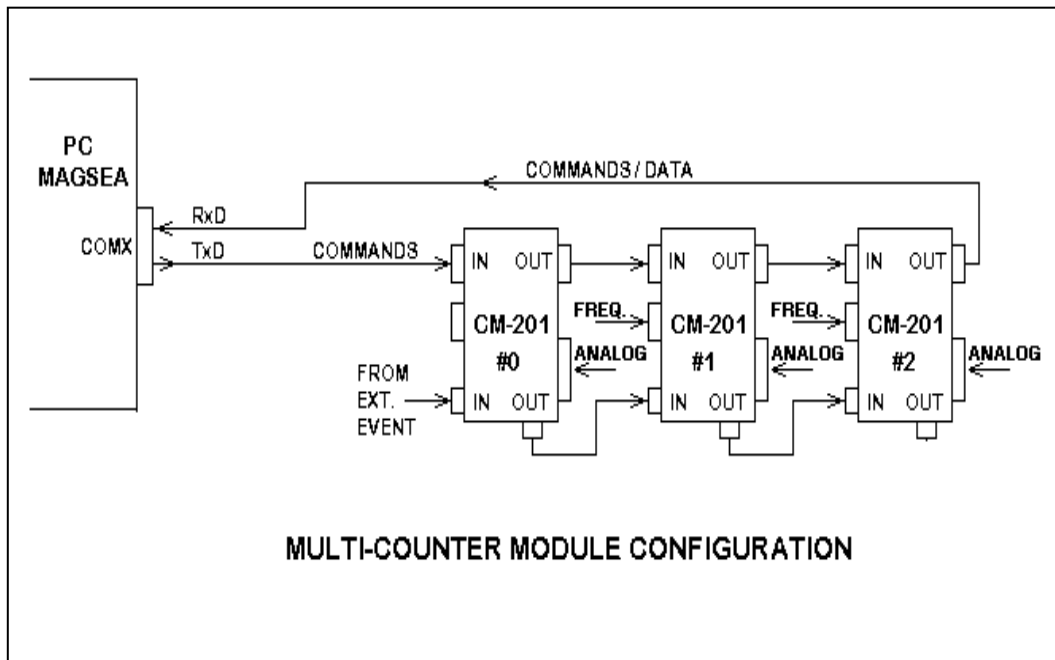 PC
MAGSEA
COMX
RxD
TxD
COMMANDS / DATA
COMMANDS
IN OUT
CM-201
#0
IN OUT
FROM
EXT.
EVENT
ANALOG
FREQ.
IN OUT
CM-201
#1
IN OUT
ANALOG
FREQ.
IN OUT
CM-201
#2
IN OUT
ANALOG
MULTI-COUNTER MODULE CONFIGURATION